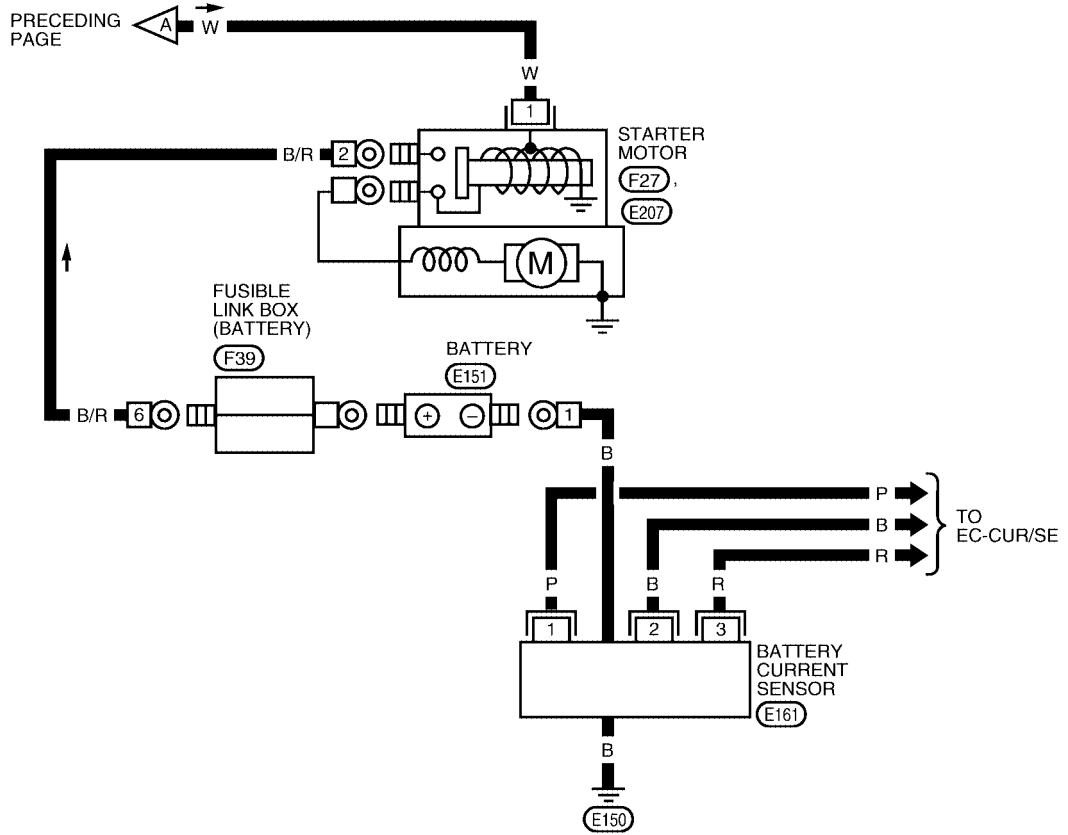 PRECEDING
PAGE
A
W
W
1
STARTER
MOTOR
F27 ,
E207
B/R
2
M
FUSIBLE
LINK BOX
(BATTERY)
F39
BATTERY
E151
B/R
6
+
−
1
B
P
B
R
TO
EC-CUR/SE
P
B
R
1
2
3
BATTERY
CURRENT
SENSOR
E161
B
E150